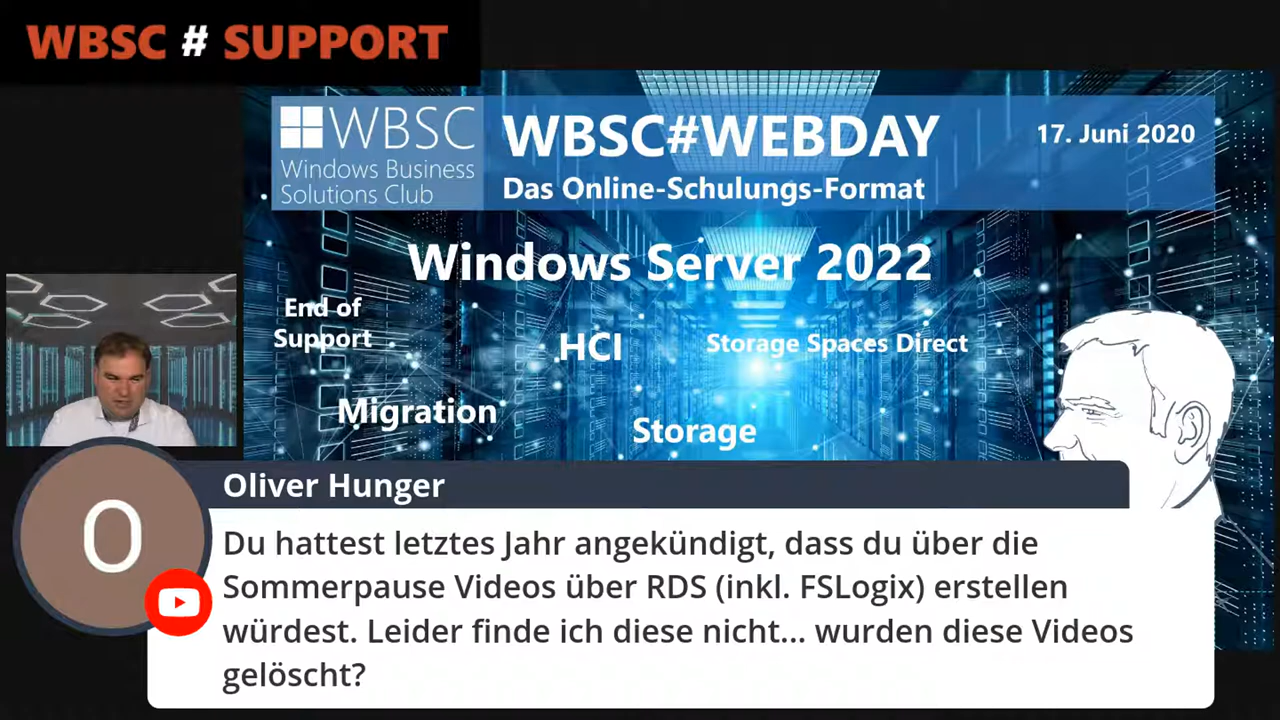 WBSC # SUPPORT
WBSC
Windows Business
Solutions Club
WBSC#WEBDAY
Das Online-Schulungs-Format
17. Juni 2020
Windows Server 2022
End of
Support
HCI
Storage Spaces Direct
Migration
Storage
O
Oliver Hunger
Du hattest letztes Jahr angekündigt, dass du über die
Sommerpause Videos über RDS (inkl. FSLogix) erstellen
würdest. Leider finde ich diese nicht... wurden diese Videos
gelöscht?